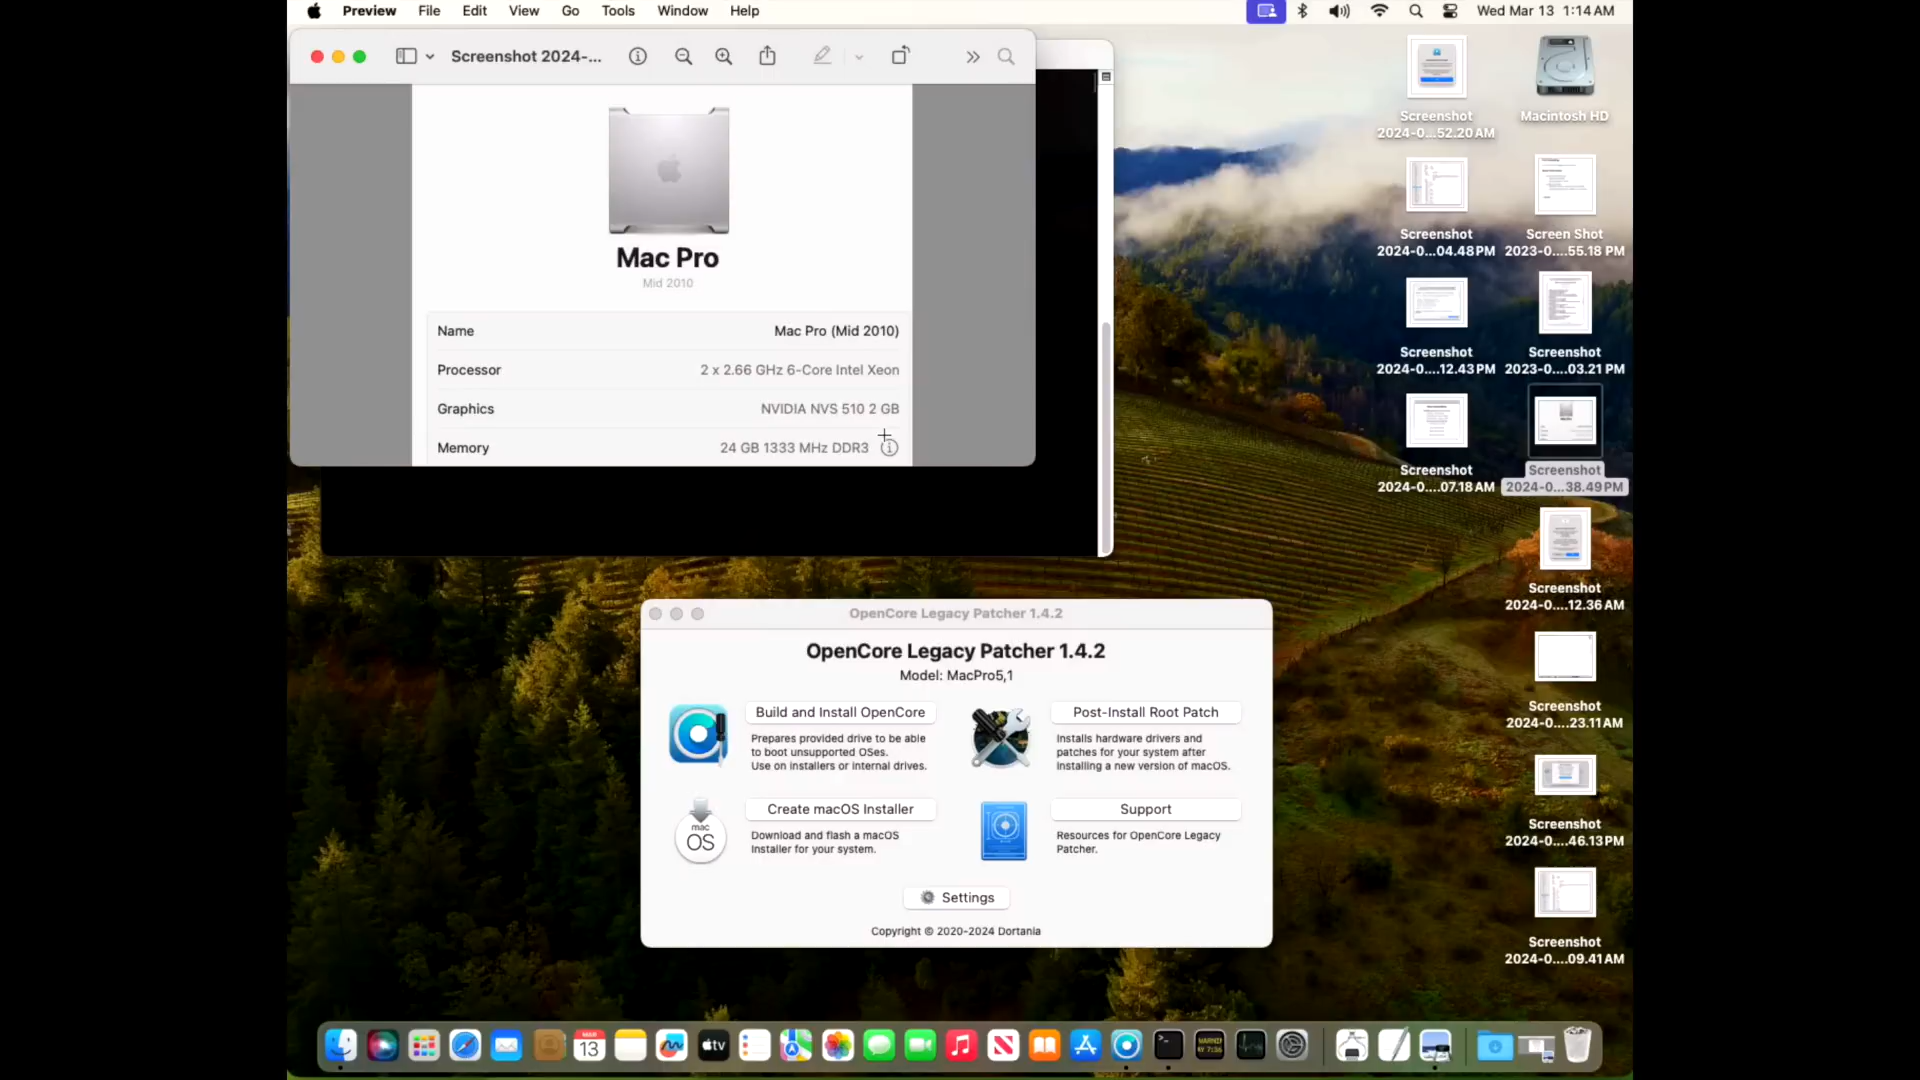 Preview File Edit View Go Tools Window Help
Wed Mar 13 1:14 AM
Screenshot 2024-...
Mac Pro
Mid 2010
Name Mac Pro (Mid 2010)
Processor 2 x 2.66 GHz 6-Core Intel Xeon
Graphics NVIDIA NVS 510 2 GB
Memory 24 GB 1333 MHz DDR3
Screenshot
2024-0...52.20 AM
Macintosh HD
Screenshot
2024-0...04.48 PM
Screen Shot
2023-0....55.18 PM
Screenshot
2024-0....12.43 PM
Screenshot
2023-0....03.21 PM
Screenshot
2024-0....07.18 AM
Screenshot
2024-0...38.49 PM
Screenshot
2024-0....12.36 AM
Screenshot
2024-0....23.11 AM
Screenshot
2024-0....46.13 PM
Screenshot
2024-0....09.41 AM
OpenCore Legacy Patcher 1.4.2
OpenCore Legacy Patcher 1.4.2
Model: MacPro5,1
Build and Install OpenCore
Prepares provided drive to be able
to boot unsupported OSes.
Use on installers or internal drives.
Post-Install Root Patch
Installs hardware drivers and
patches for your system after
installing a new version of macOS.
mac
OS
Create macOS Installer
Download and flash a macOS
Installer for your system.
Support
Resources for OpenCore Legacy
Patcher.
Settings
Copyright © 2020-2024 Dortania
MAR
13
tv